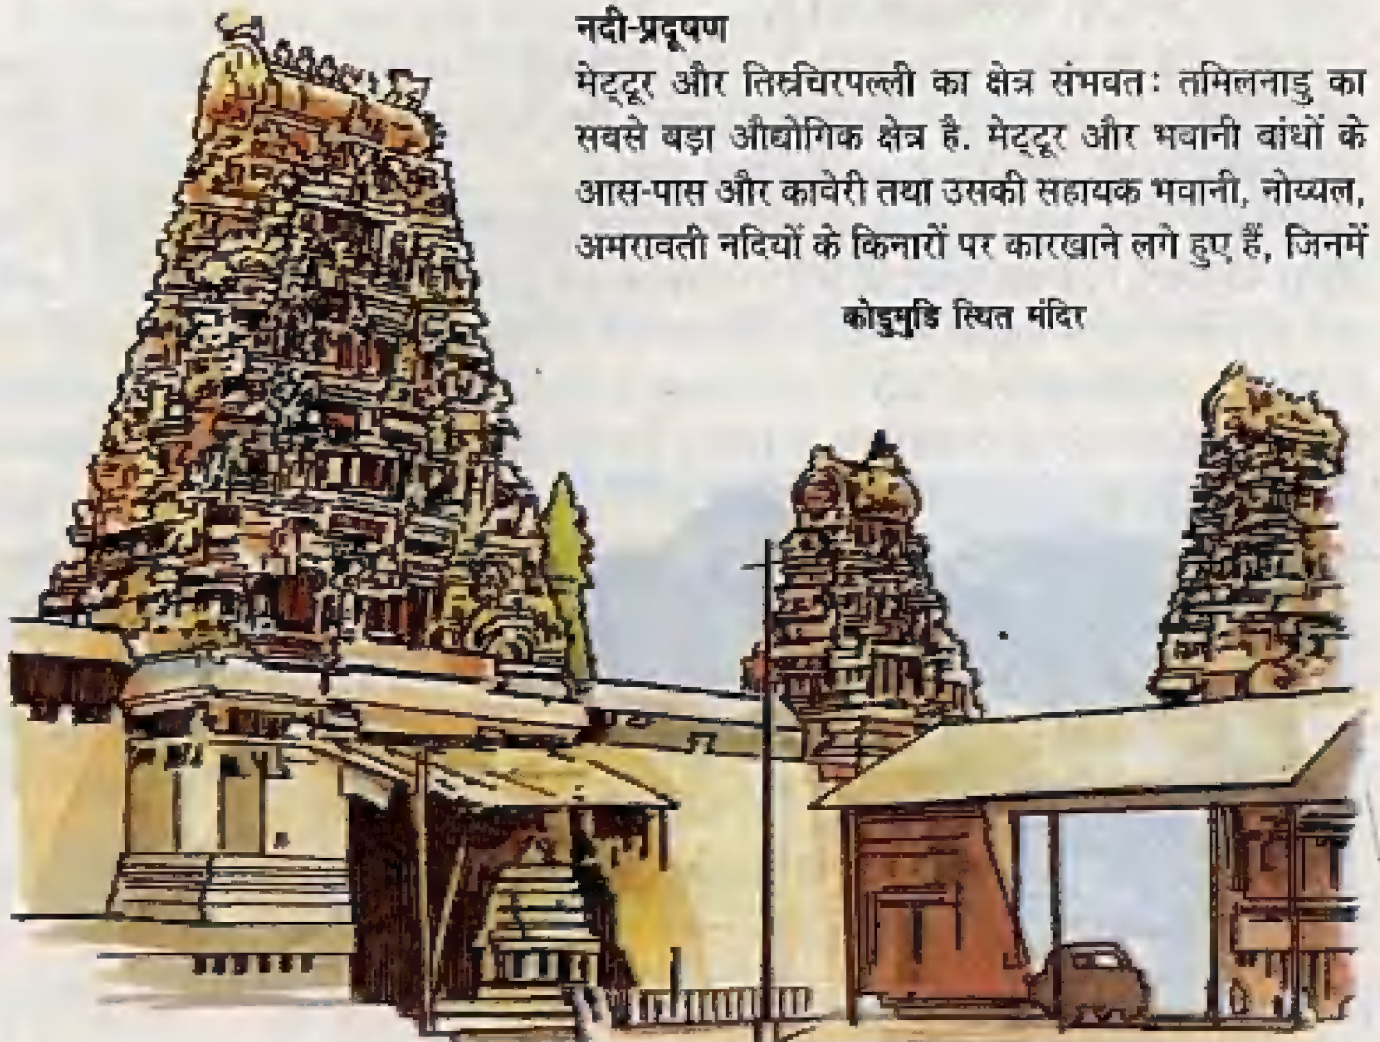 नदी-प्रदूषण
मेट्टूर और तिरुचिरपल्ली का क्षेत्र संभवतः तमिलनाडु का
सबसे बड़ा औद्योगिक क्षेत्र है. मेट्टूर और भवानी बांधों के
आस-पास और कावेरी तथा उसकी सहायक भवानी, नोय्यल,
अमरावती नदियों के किनारों पर कारखाने लगे हुए हैं, जिनमें
कोडुमुडि स्थित मंदिर